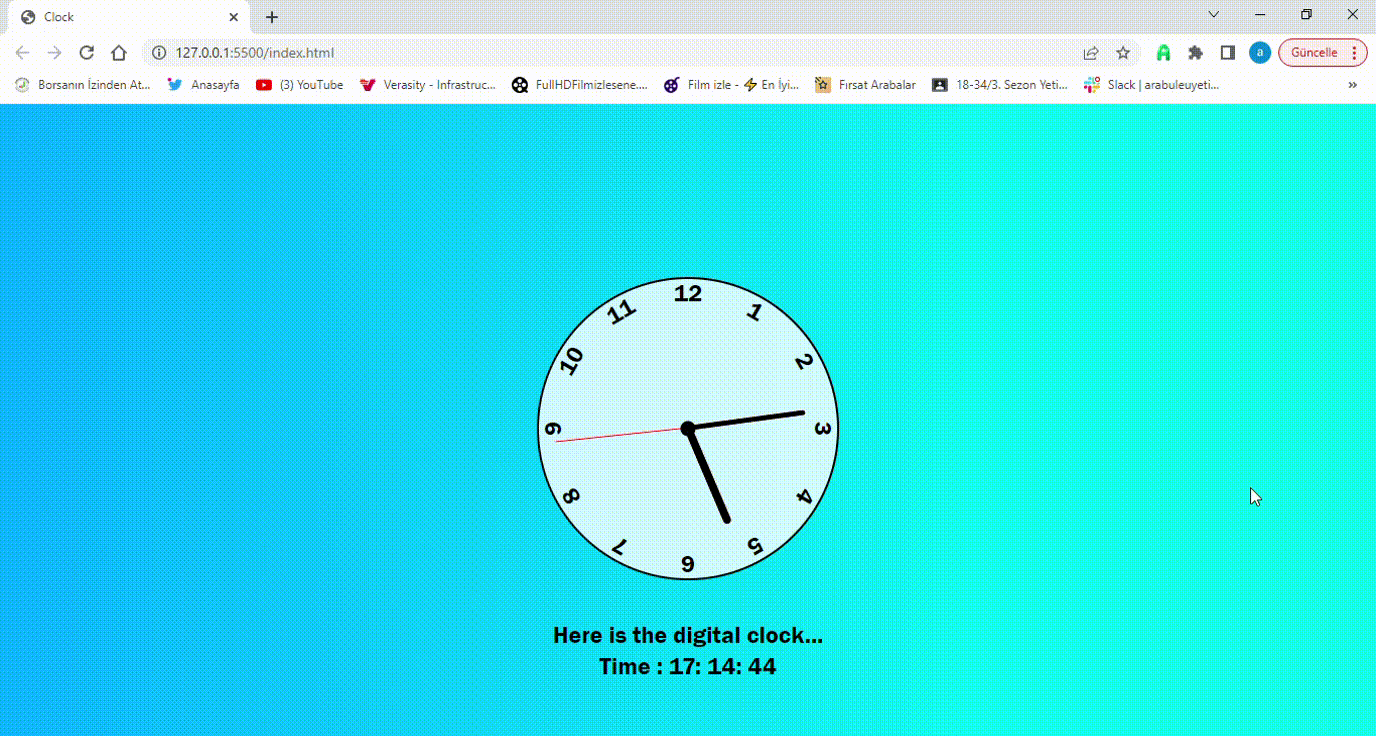 Clock
127.0.0.1:5500/index.html
a
Güncelle
Borsanın İzinden At...
Anasayfa
(3) YouTube
Verasity - Infrastruc...
FullHDFilmizlesene....
Film izle - ⚡ En İyi...
Fırsat Arabalar
18-34/3. Sezon Yeti...
Slack | arabuleuyeti...
»
12
1
2
3
4
5
6
7
8
9
10
11
Here is the digital clock...
Time : 17: 14: 44